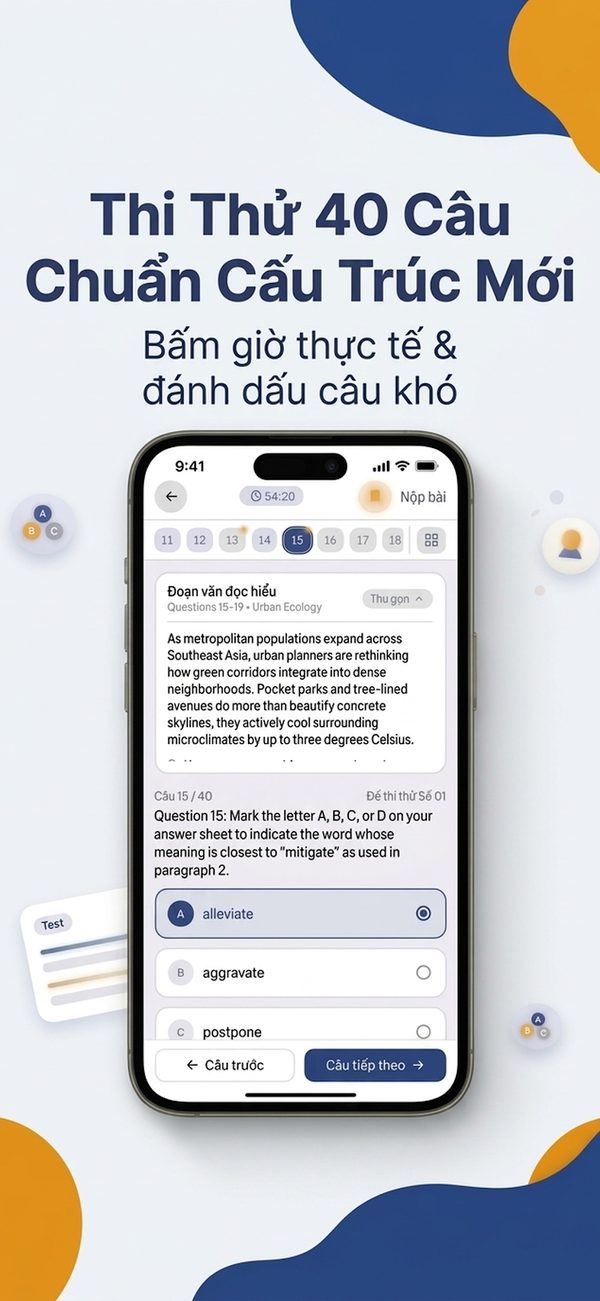 Thi Thử 40 Câu
Chuẩn Cấu Trúc Mới
Bấm giờ thực tế &
đánh dấu câu khó
9:41
54:20
Nộp bài
11 12 13 14 15 16 17 18
Đoạn văn đọc hiểu
Questions 15-19 • Urban Ecology
Thu gọn
As metropolitan populations expand across
Southeast Asia, urban planners are rethinking
how green corridors integrate into dense
neighborhoods. Pocket parks and tree-lined
avenues do more than beautify concrete
skylines, they actively cool surrounding
microclimates by up to three degrees Celsius.
Câu 15 / 40
Đề thi thử Số 01
Question 15: Mark the letter A, B, C, or D on your
answer sheet to indicate the word whose
meaning is closest to "mitigate" as used in
paragraph 2.
A alleviate
B aggravate
C postpone
← Câu trước
Câu tiếp theo →
A
B C
Test
A
B C